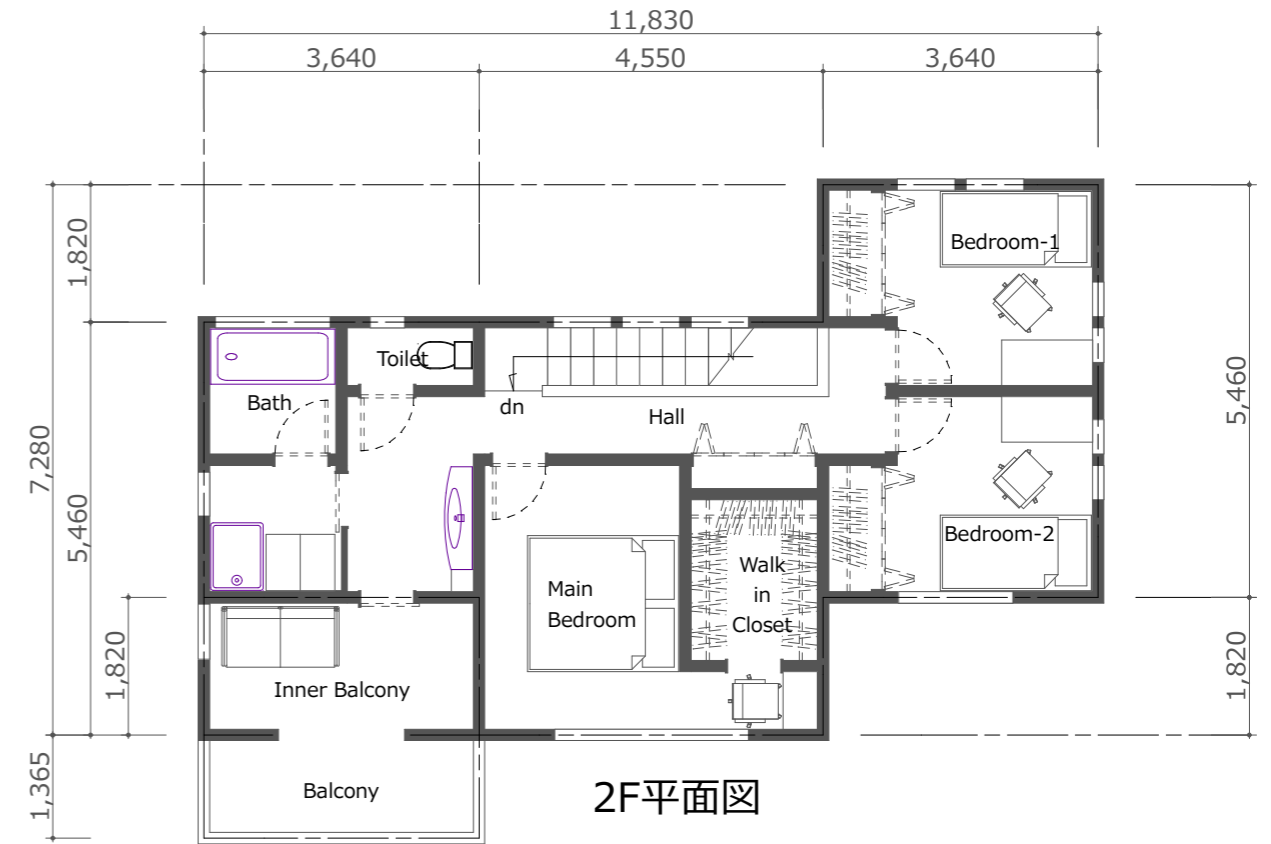 11,830
3,640
4,550
3,640
1,820
7,280
5,460
1,820
1,365
5,460
1,820
Bedroom-1
Toilet
Bath
dn
Hall
Bedroom-2
Walk
in
Closet
Main
Bedroom
Inner Balcony
Balcony
2F平面図